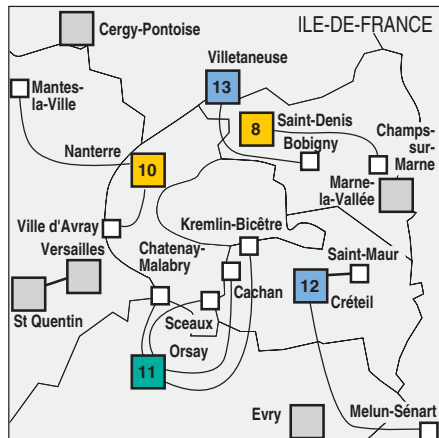 ILE-DE-FRANCE
Cergy-Pontoise
Villetaneuse
13
Mantes-
la-Ville
Saint-Denis
8
Bobigny
Champs-
sur-
Marne
Nanterre
10
Marne-
la-Vallée
Ville d'Avray
Kremlin-Bicêtre
Versailles
Chatenay-
Malabry
Saint-Maur
12
Créteil
Cachan
St Quentin
Sceaux
Orsay
11
Evry
Melun-Sénart